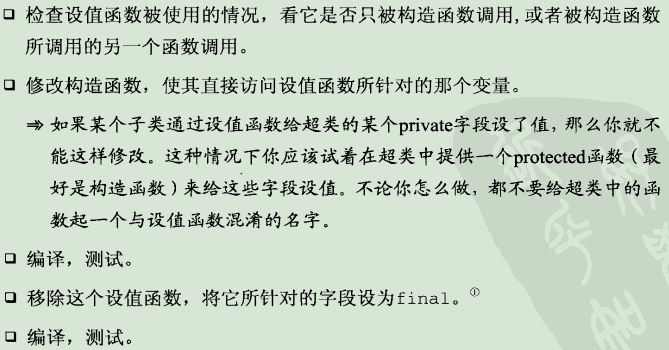 ❑ 检查设值函数被使用的情况，看它是否只被构造函数调用，或者被构造函数
所调用的另一个函数调用。
❑ 修改构造函数，使其直接访问设值函数所针对的那个变量。
⇒ 如果某个子类通过设值函数给超类的某个private字段设了值，那么你就不
能这样修改。这种情况下你应该试着在超类中提供一个protected函数（最
好是构造函数）来给这些字段设值。不论你怎么做，都不要给超类中的函
数起一个与设值函数混淆的名字。
❑ 编译，测试。
❑ 移除这个设值函数，将它所针对的字段设为final。①
❑ 编译，测试。